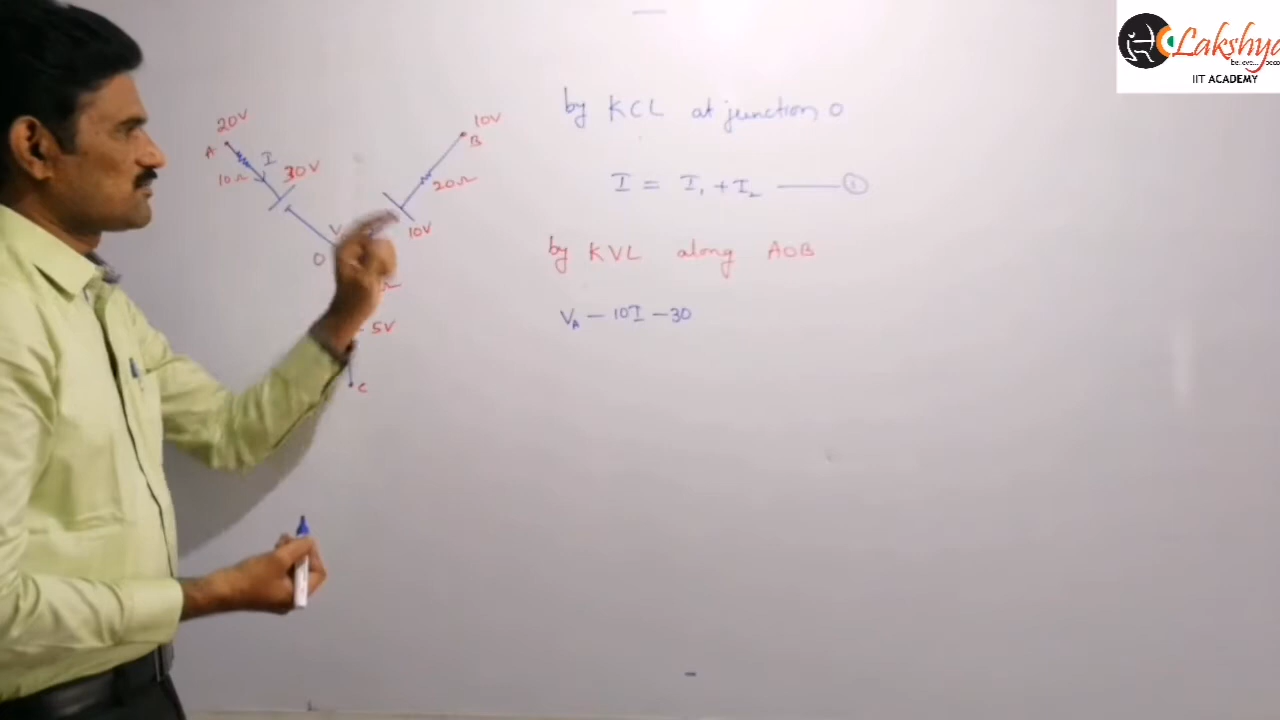 Lakshya
IIT ACADEMY
by KCL at junction O
I = I₁ + I₂ —— ①
by KVL along AOB
V_A - 10I - 30
20V
A
I
10Ω
30V
10V
B
20Ω
10V
V
O
Ω
5V
C